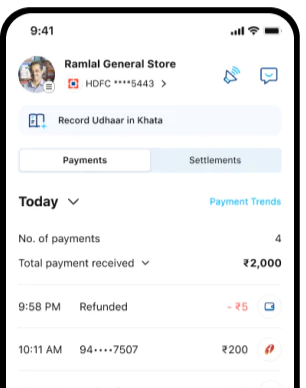 9:41
Ramlal General Store
HDFC ****5443
Record Udhaar in Khata
Payments Settlements
Today Payment Trends
No. of payments 4
Total payment received ₹2,000
9:58 PM Refunded - ₹5
10:11 AM 94••••7507 ₹200